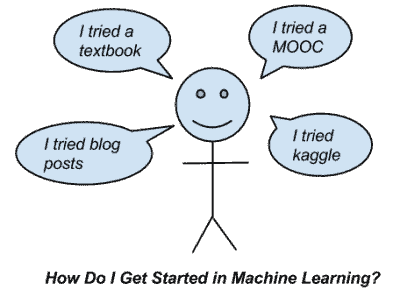 I tried a
textbook
I tried a
MOOC
I tried blog
posts
I tried
kaggle
How Do I Get Started in Machine Learning?